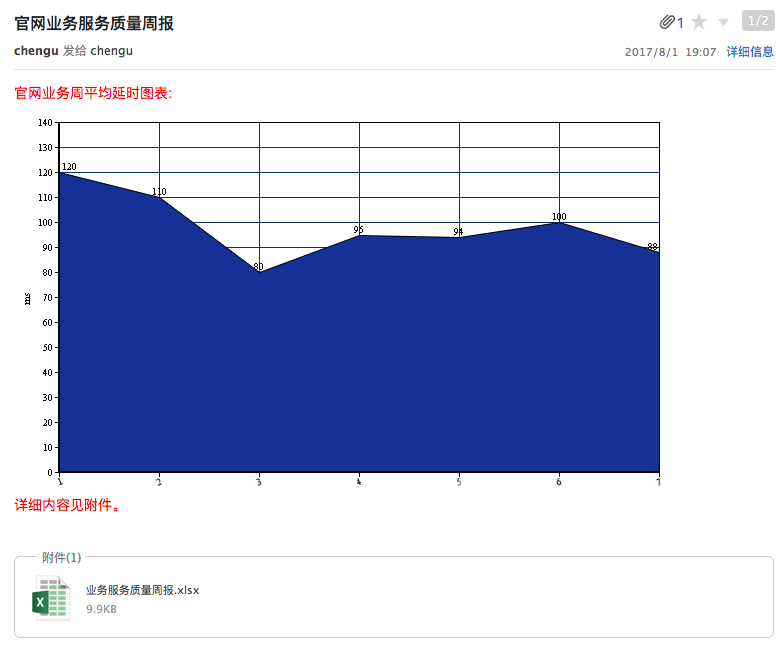 官网业务服务质量周报
1
1/2
chengu 发给 chengu
2017/8/1 19:07 详细信息
官网业务周平均延时图表:
140
130
120
110
100
90
80
70
60
50
40
30
20
10
0
ms
120
110
80
95
94
100
88
1 2 3 4 5 6 7
详细内容见附件。
附件(1)
业务服务质量周报.xlsx
9.9KB